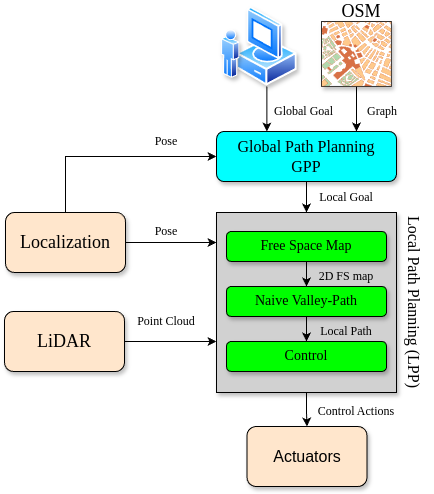 OSM
Global Goal
Graph
Pose
Global Path Planning
GPP
Local Goal
Localization
Pose
Free Space Map
2D FS map
Naive Valley-Path
Local Path
Control
Local Path Planning (LPP)
Point Cloud
LiDAR
Control Actions
Actuators